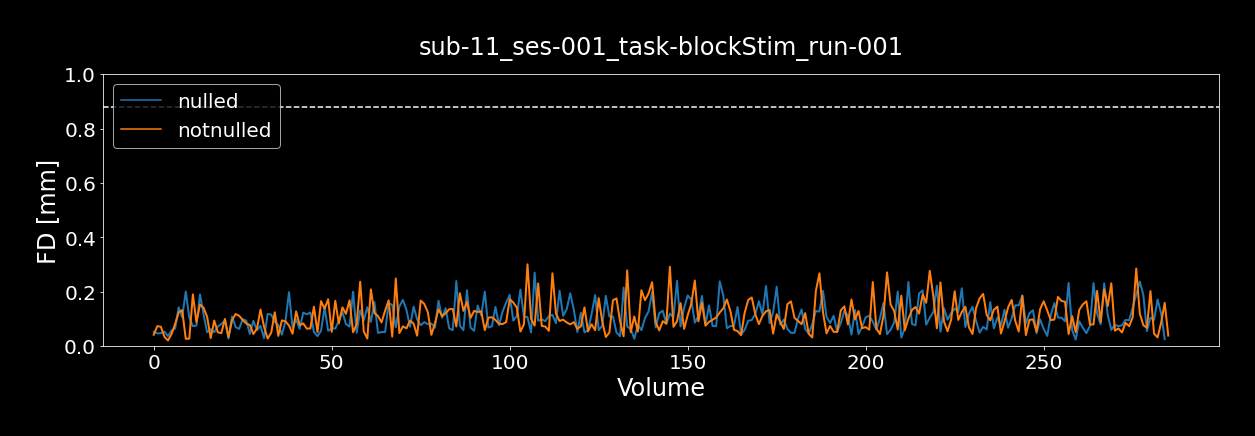 sub-11_ses-001_task-blockStim_run-001
1.0
0.8
0.6
0.4
0.2
0.0
FD [mm]
nulled
notnulled
0 50 100 150 200 250
Volume